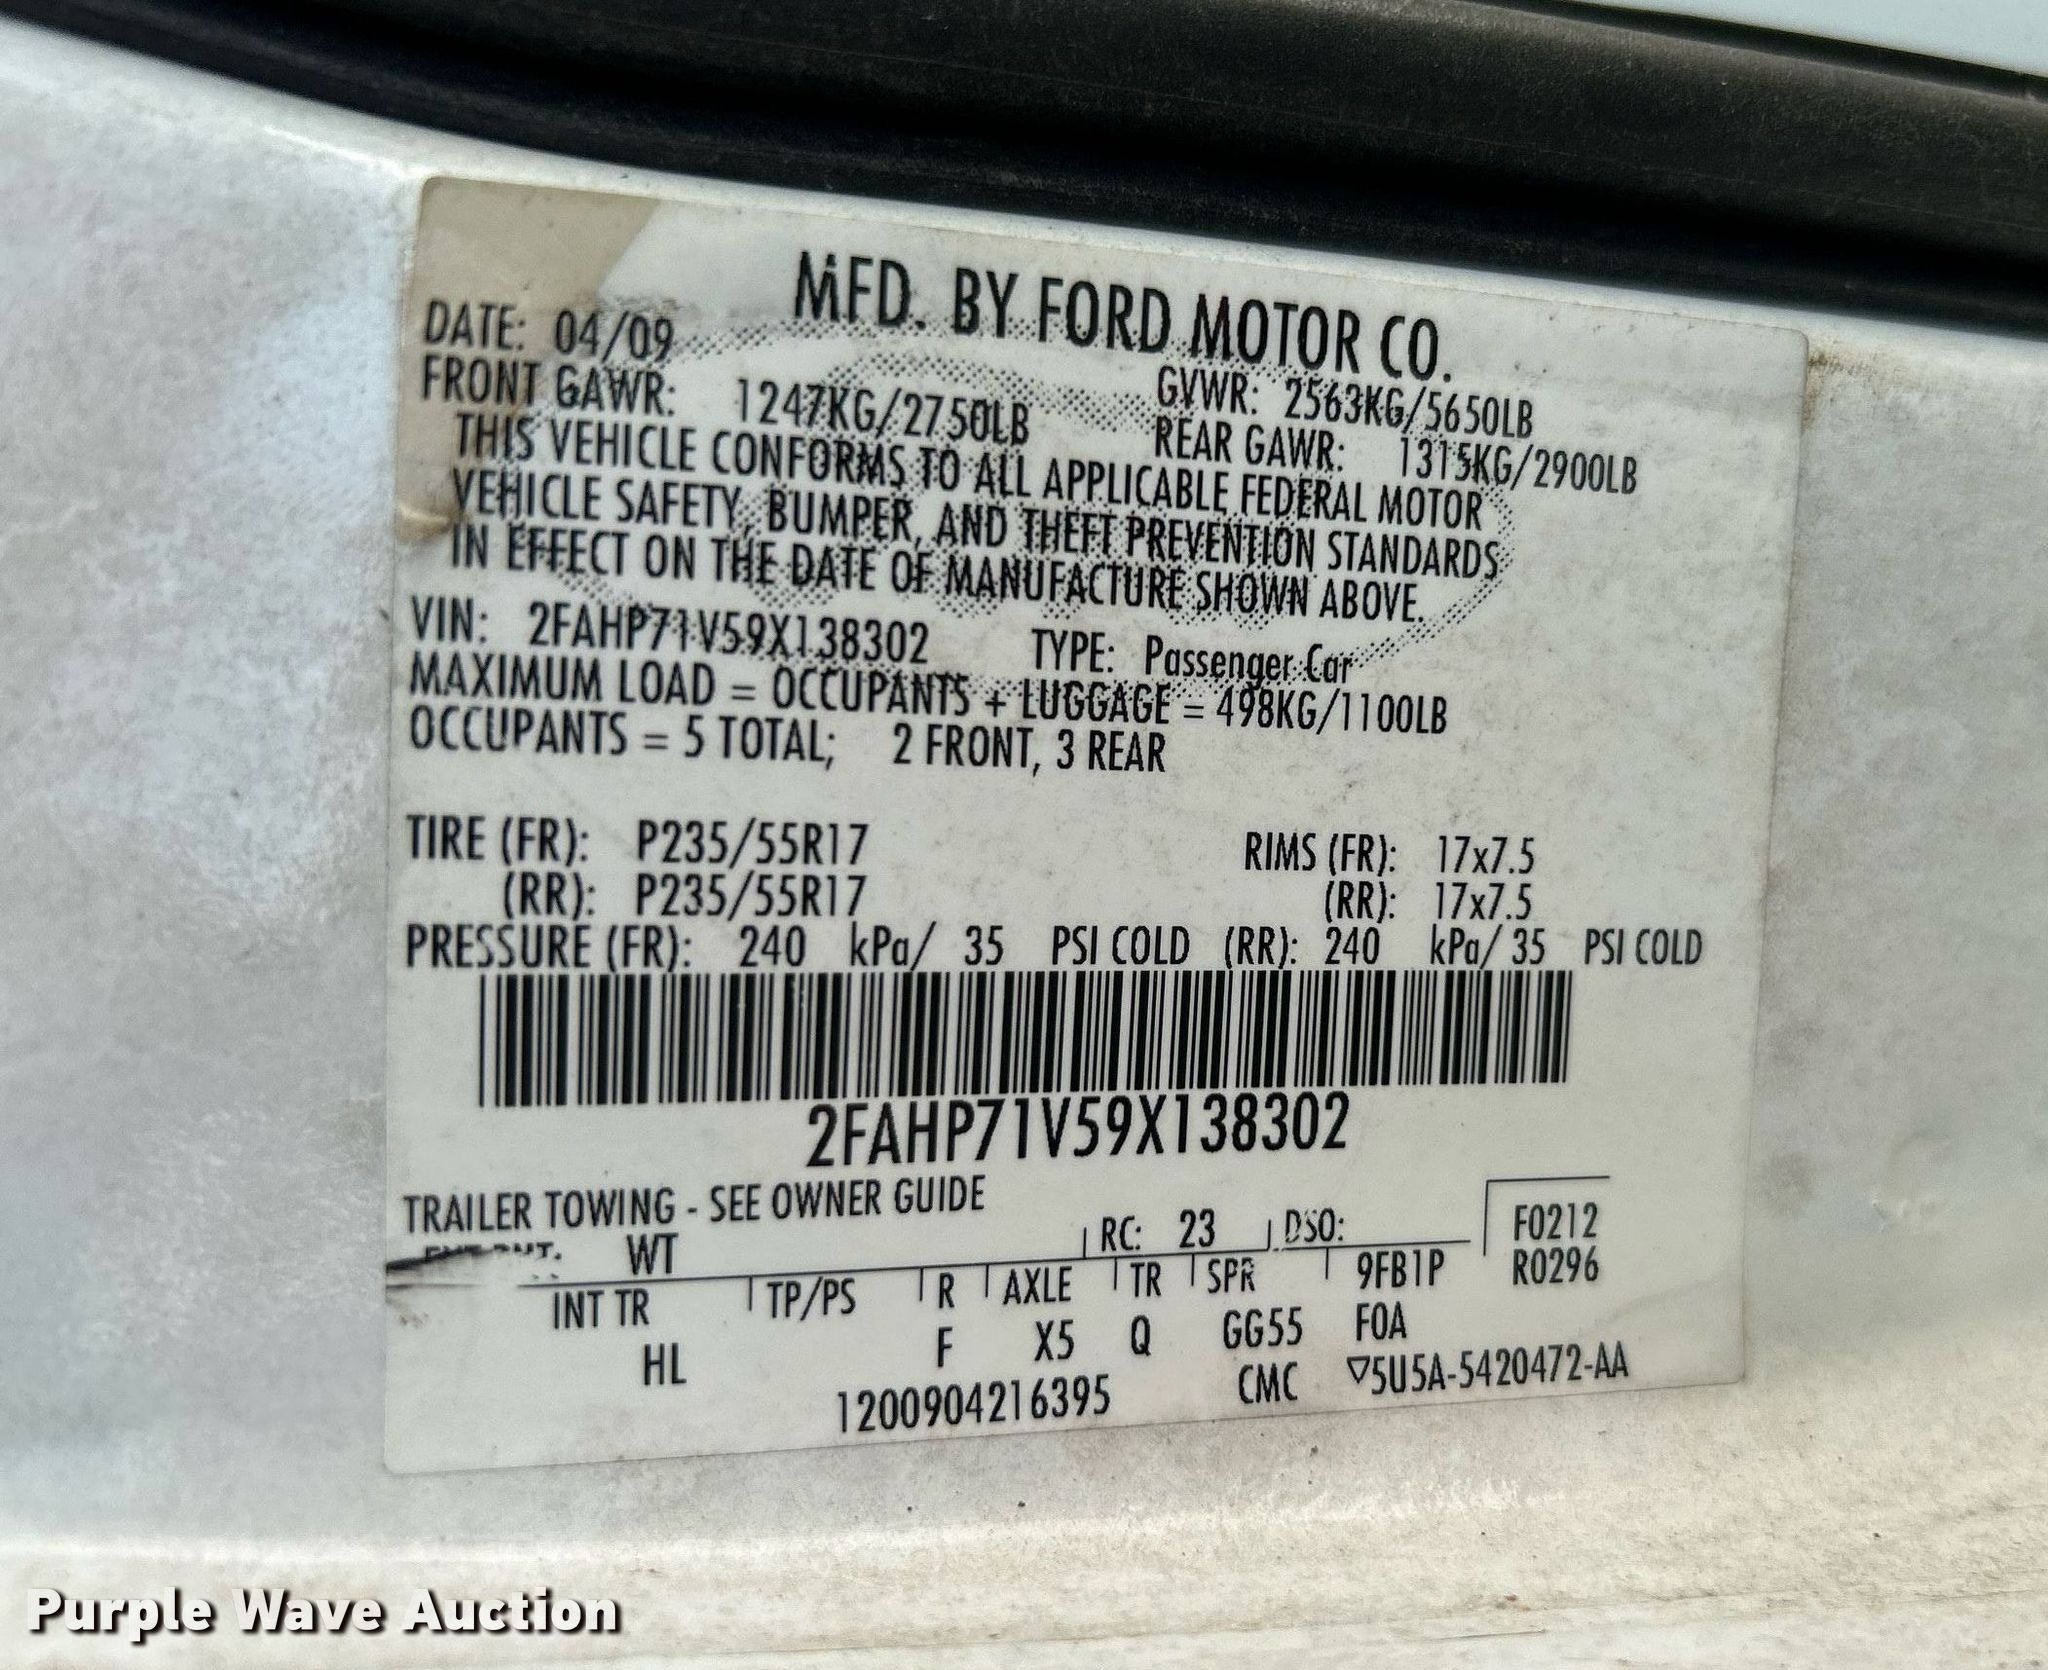 MFD. BY FORD MOTOR CO.
DATE: 04/09
GVWR: 2563KG/5650LB
FRONT GAWR: 1247KG/2750LB
REAR GAWR: 1315KG/2900LB
THIS VEHICLE CONFORMS TO ALL APPLICABLE FEDERAL MOTOR
VEHICLE SAFETY, BUMPER, AND THEFT PREVENTION STANDARDS
IN EFFECT ON THE DATE OF MANUFACTURE SHOWN ABOVE.
VIN: 2FAHP71V59X138302 TYPE: Passenger Car
MAXIMUM LOAD = OCCUPANTS + LUGGAGE = 498KG/1100LB
OCCUPANTS = 5 TOTAL; 2 FRONT, 3 REAR
TIRE (FR): P235/55R17 RIMS (FR): 17x7.5
(RR): P235/55R17 (RR): 17x7.5
PRESSURE (FR): 240 kPa/ 35 PSI COLD (RR): 240 kPa/ 35 PSI COLD
2FAHP71V59X138302
TRAILER TOWING - SEE OWNER GUIDE
WT RC: 23 DSO: F0212
INT TR TP/PS R AXLE TR SPR 9FB1P R0296
HL F X5 Q GG55 FOA
1200904216395 CMC ▽5U5A-5420472-AA
Purple Wave Auction